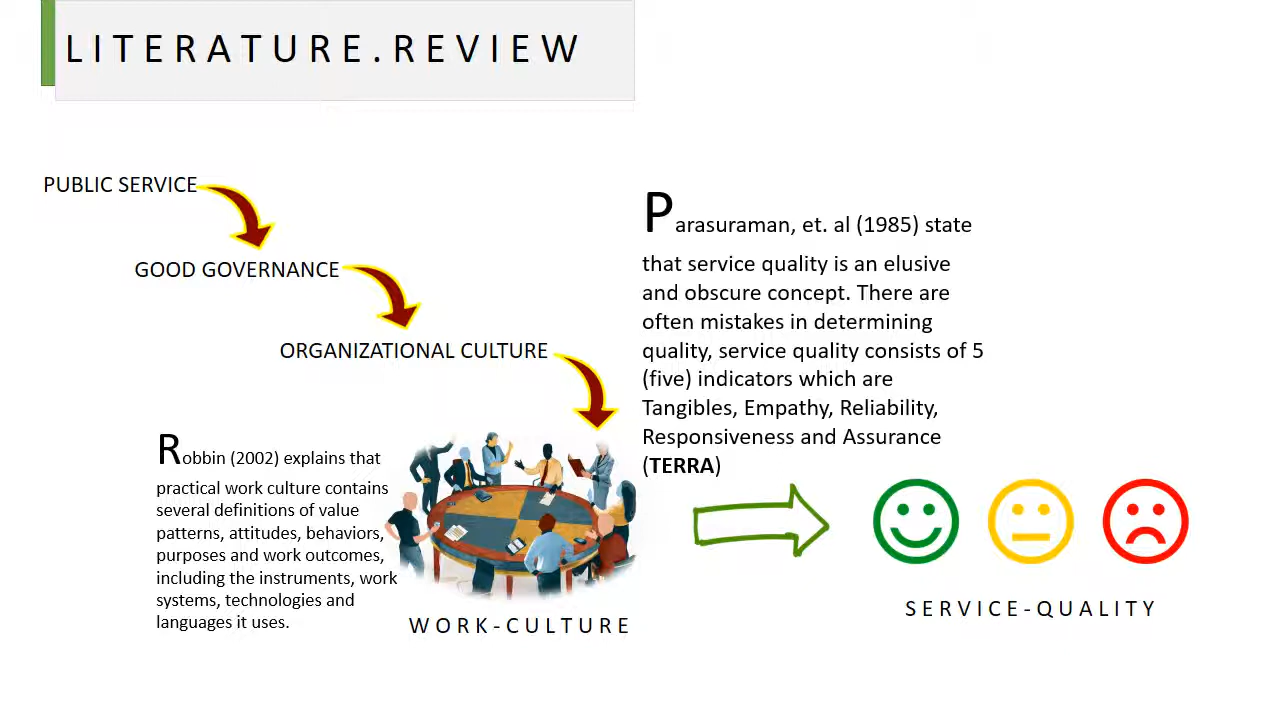 LITERATURE.REVIEW
PUBLIC SERVICE
GOOD GOVERNANCE
ORGANIZATIONAL CULTURE
Robbin (2002) explains that
practical work culture contains
several definitions of value
patterns, attitudes, behaviors,
purposes and work outcomes,
including the instruments, work
systems, technologies and
languages it uses.
WORK-CULTURE
Parasuraman, et. al (1985) state
that service quality is an elusive
and obscure concept. There are
often mistakes in determining
quality, service quality consists of 5
(five) indicators which are
Tangibles, Empathy, Reliability,
Responsiveness and Assurance
(TERRA)
SERVICE-QUALITY